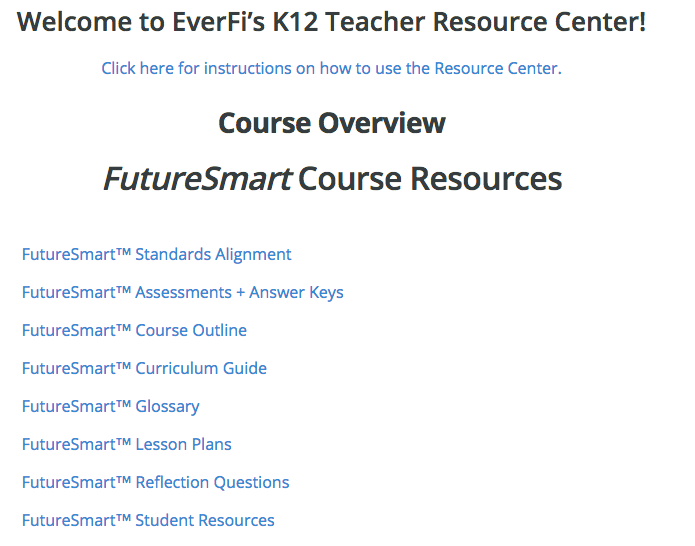 Welcome to EverFi’s K12 Teacher Resource Center!
Click here for instructions on how to use the Resource Center.
Course Overview
FutureSmart Course Resources
FutureSmart™ Standards Alignment
FutureSmart™ Assessments + Answer Keys
FutureSmart™ Course Outline
FutureSmart™ Curriculum Guide
FutureSmart™ Glossary
FutureSmart™ Lesson Plans
FutureSmart™ Reflection Questions
FutureSmart™ Student Resources